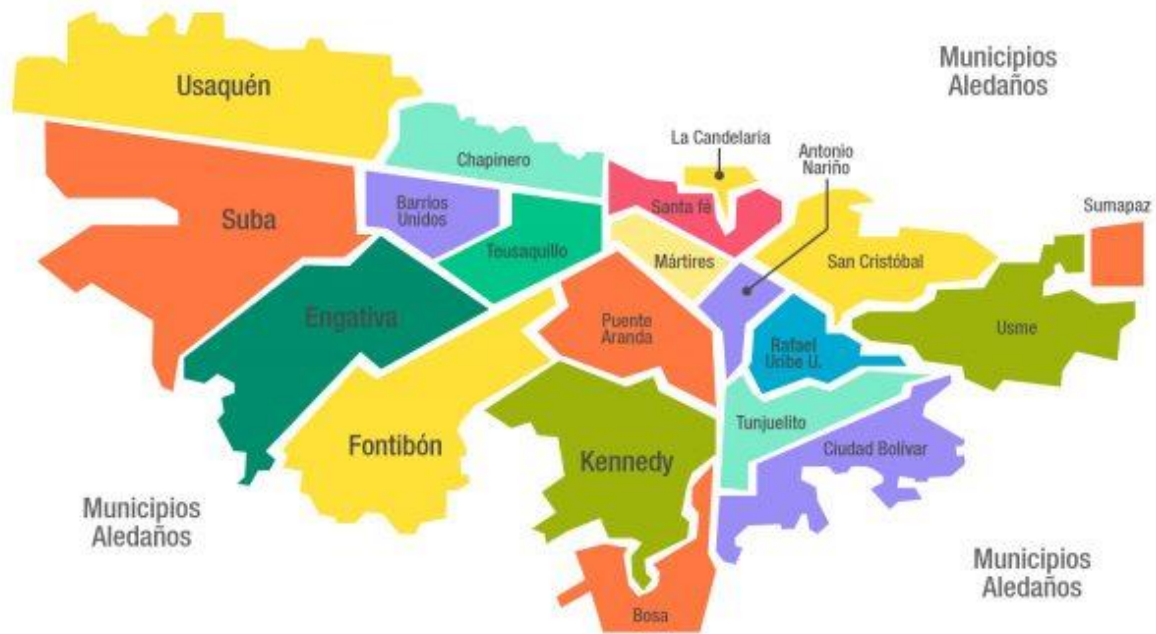 Municipios
Aledaños
Usaquén
La Candelaria
Antonio
Nariño
Chapinero
Barrios
Unidos
Santa fé
Sumapaz
Suba
Teusaquillo
Mártires
San Cristóbal
Engativa
Puente
Aranda
Usme
Rafael
Uribe U.
Tunjuelito
Fontibón
Kennedy
Ciudad Bolívar
Municipios
Aledaños
Municipios
Aledaños
Bosa